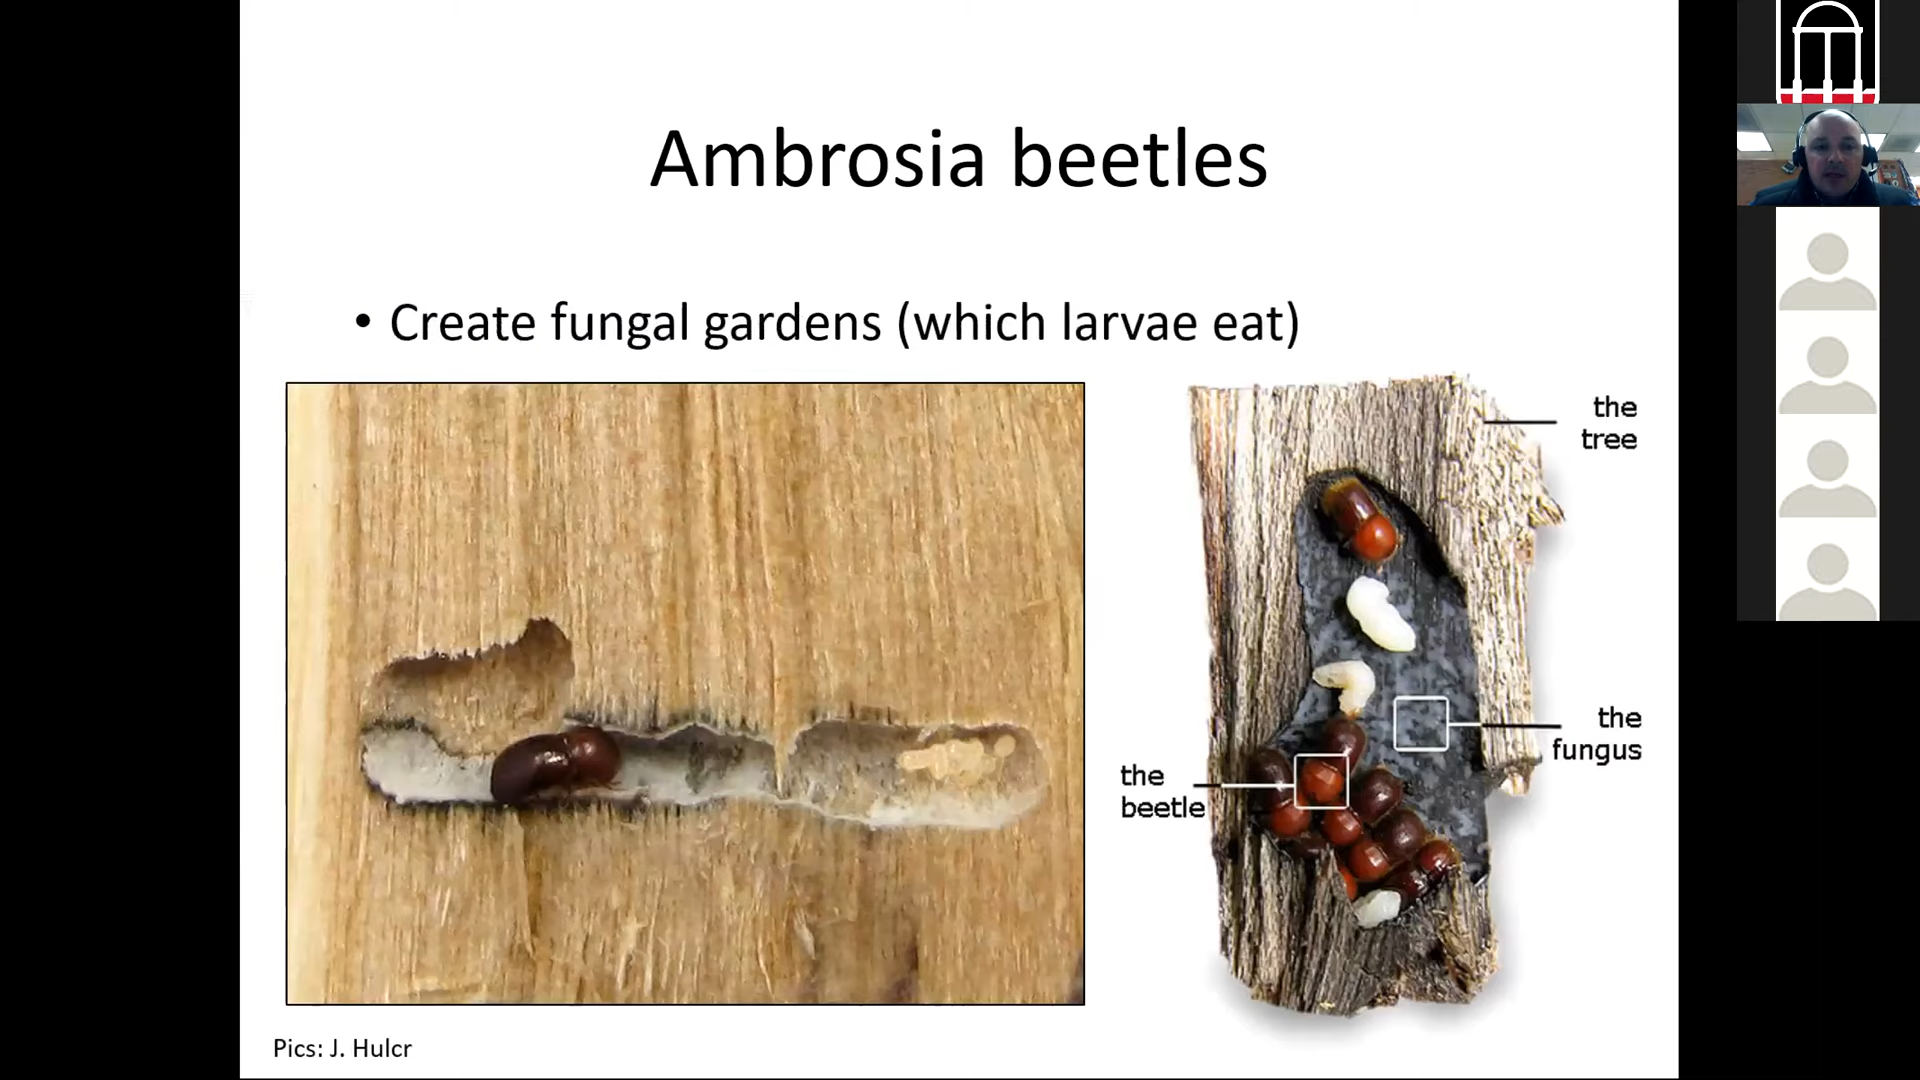 Ambrosia beetles
• Create fungal gardens (which larvae eat)
the
tree
the
fungus
the
beetle
Pics: J. Hulcr